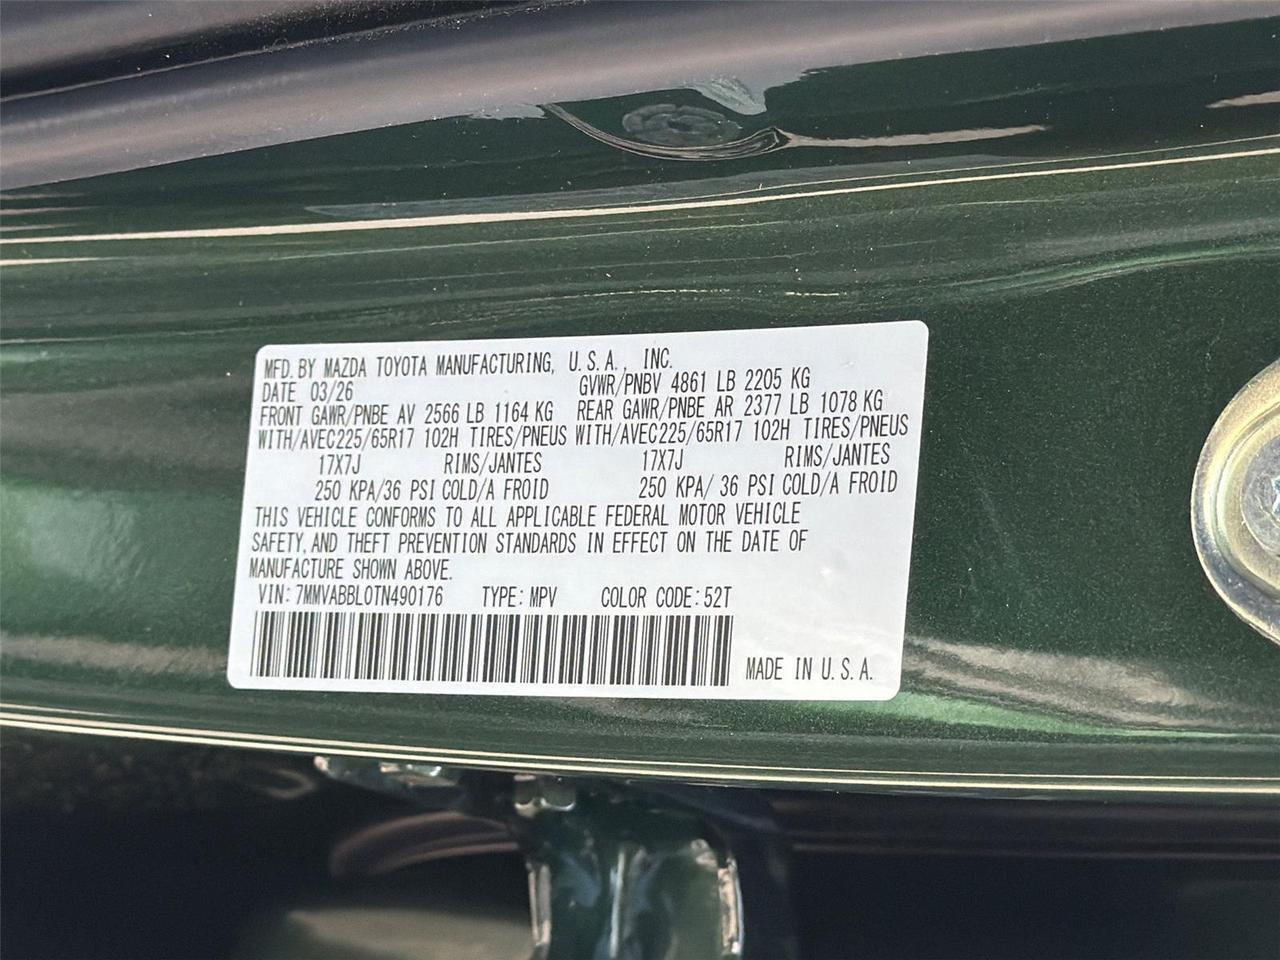 MFD. BY MAZDA TOYOTA MANUFACTURING, U.S.A., INC.
DATE 03/26 GVWR/PNBV 4861 LB 2205 KG
FRONT GAWR/PNBE AV 2566 LB 1164 KG REAR GAWR/PNBE AR 2377 LB 1078 KG
WITH/AVEC225/65R17 102H TIRES/PNEUS WITH/AVEC225/65R17 102H TIRES/PNEUS
17X7J RIMS/JANTES 17X7J RIMS/JANTES
250 KPA/36 PSI COLD/A FROID 250 KPA/ 36 PSI COLD/A FROID
THIS VEHICLE CONFORMS TO ALL APPLICABLE FEDERAL MOTOR VEHICLE
SAFETY, AND THEFT PREVENTION STANDARDS IN EFFECT ON THE DATE OF
MANUFACTURE SHOWN ABOVE.
VIN: 7MMVABBL0TN490176 TYPE: MPV COLOR CODE: 52T
MADE IN U.S.A.